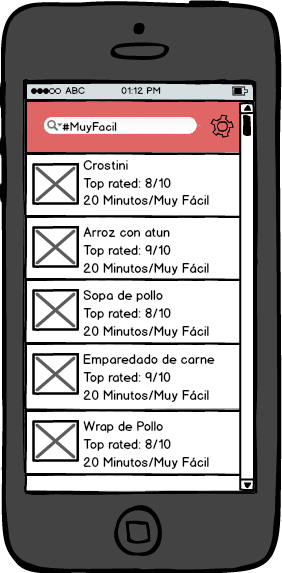 ABC 01:12 PM
#MuyFacil
Crostini
Top rated: 8/10
20 Minutos/Muy Fácil
Arroz con atun
Top rated: 9/10
20 Minutos/Muy Fácil
Sopa de pollo
Top rated: 8/10
20 Minutos/Muy Fácil
Emparedado de carne
Top rated: 9/10
20 Minutos/Muy Fácil
Wrap de Pollo
Top rated: 8/10
20 Minutos/Muy Fácil